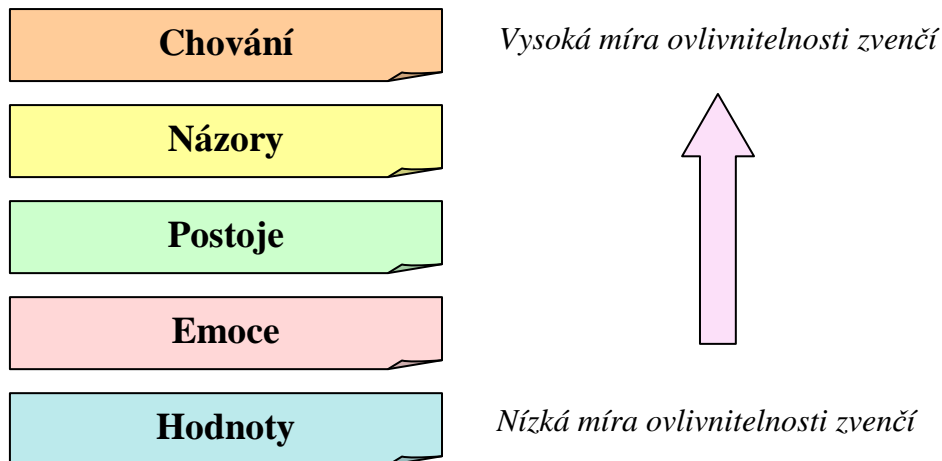 Chování
Vysoká míra ovlivnitelnosti zvenčí
Názory
Postoje
Emoce
Hodnoty
Nízká míra ovlivnitelnosti zvenčí